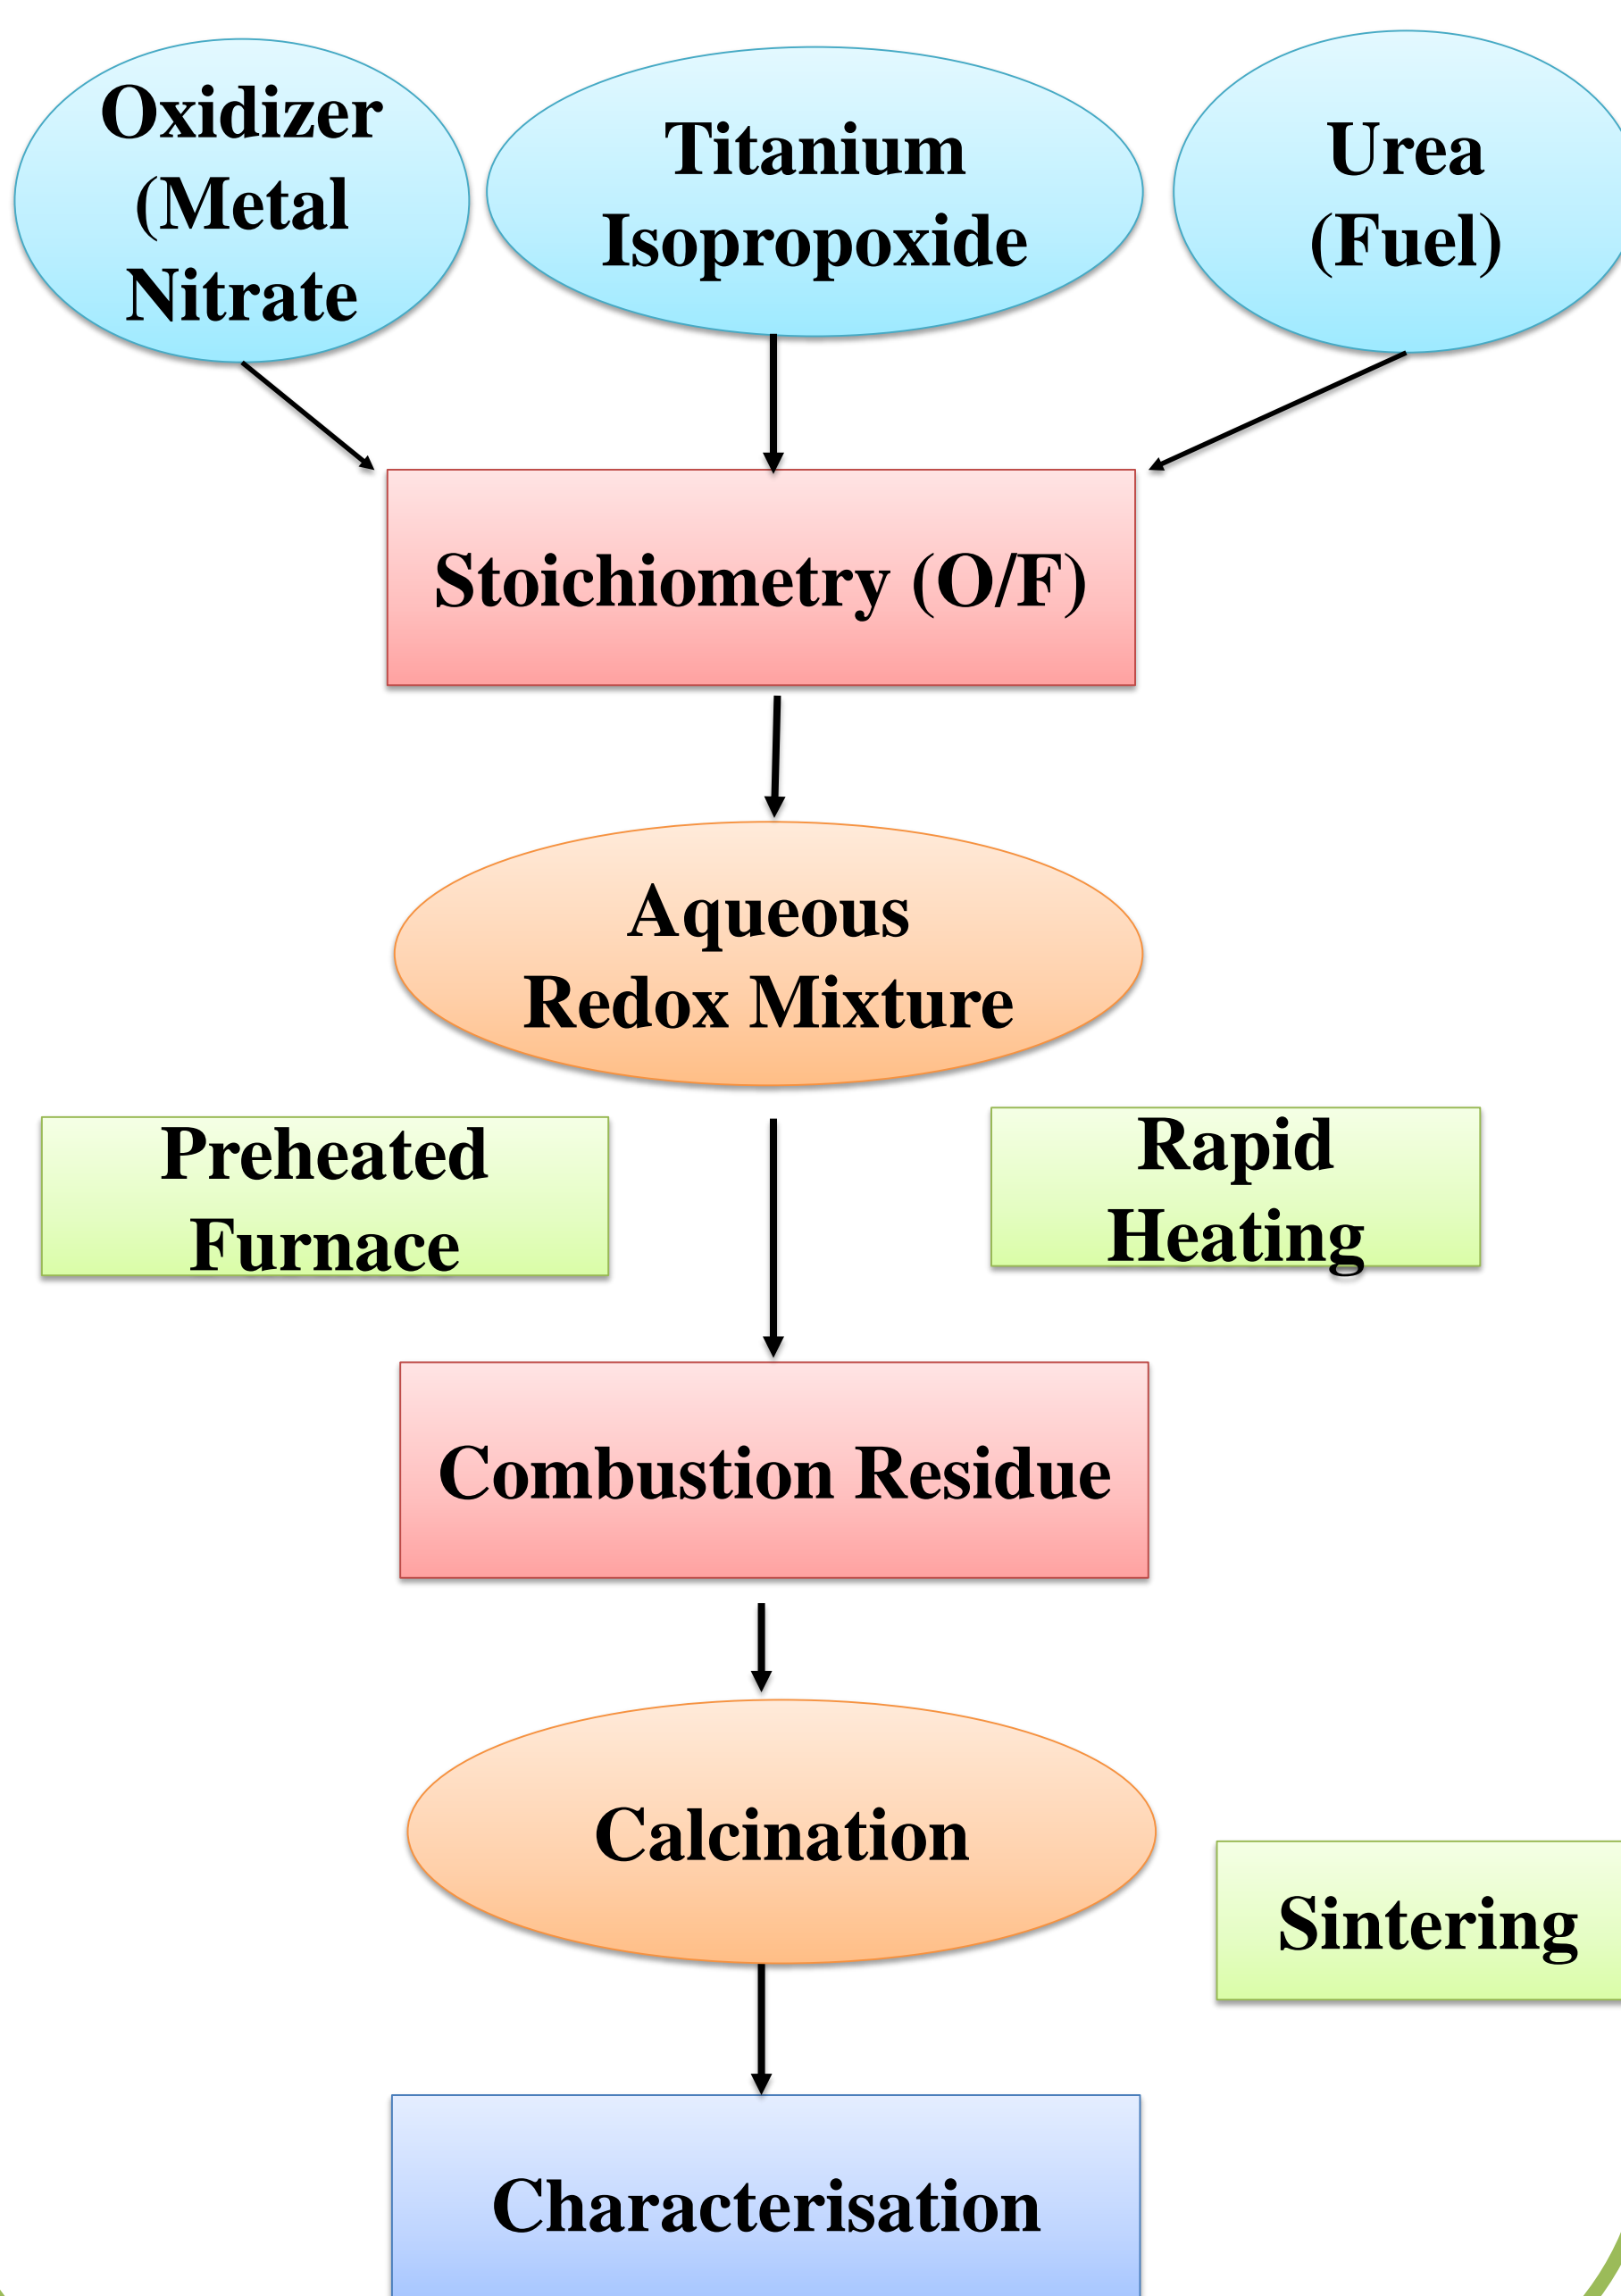 Oxidizer
(Metal
Nitrate
Titanium
Isopropoxide
Urea
(Fuel)
Stoichiometry (O/F)
Aqueous
Redox Mixture
Preheated
Furnace
Rapid
Heating
Combustion Residue
Calcination
Sintering
Characterisation